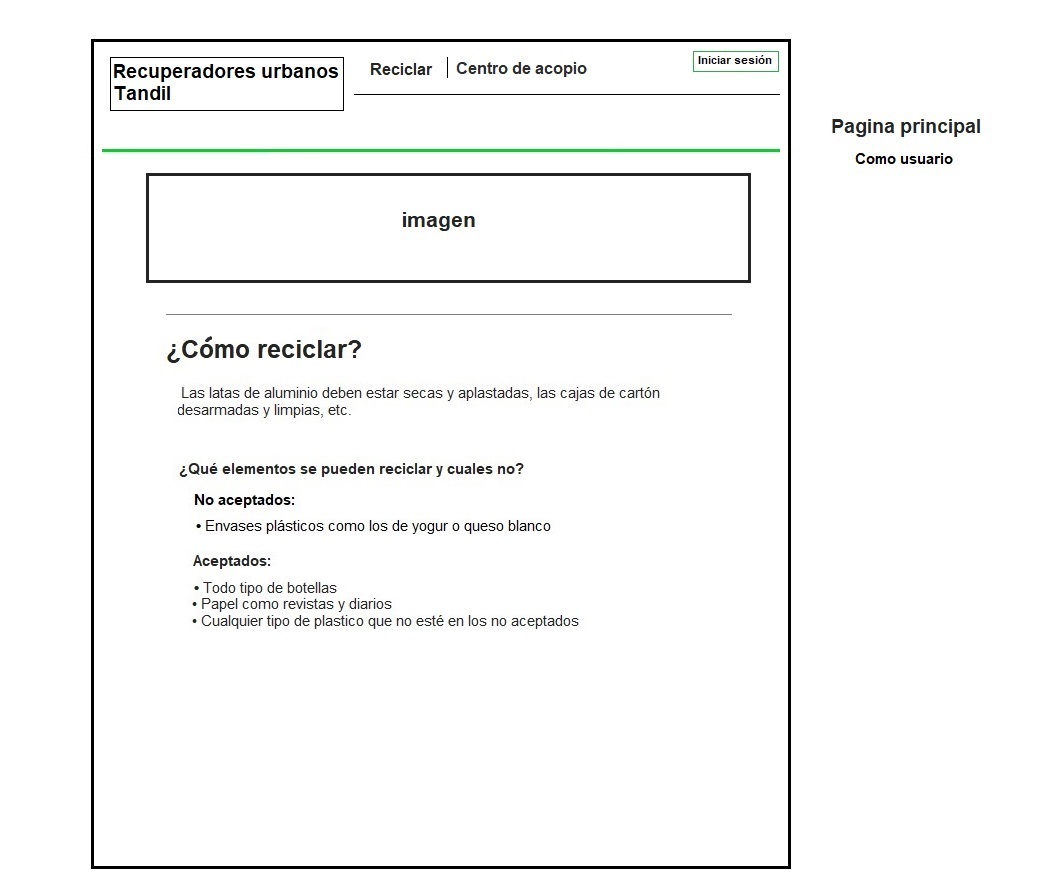 Recuperadores urbanos
Tandil
Reciclar
Centro de acopio
Iniciar sesión
Pagina principal
Como usuario
imagen
¿Cómo reciclar?
Las latas de aluminio deben estar secas y aplastadas, las cajas de cartón
desarmadas y limpias, etc.
¿Qué elementos se pueden reciclar y cuales no?
No aceptados:
• Envases plásticos como los de yogur o queso blanco
Aceptados:
• Todo tipo de botellas
• Papel como revistas y diarios
• Cualquier tipo de plastico que no esté en los no aceptados